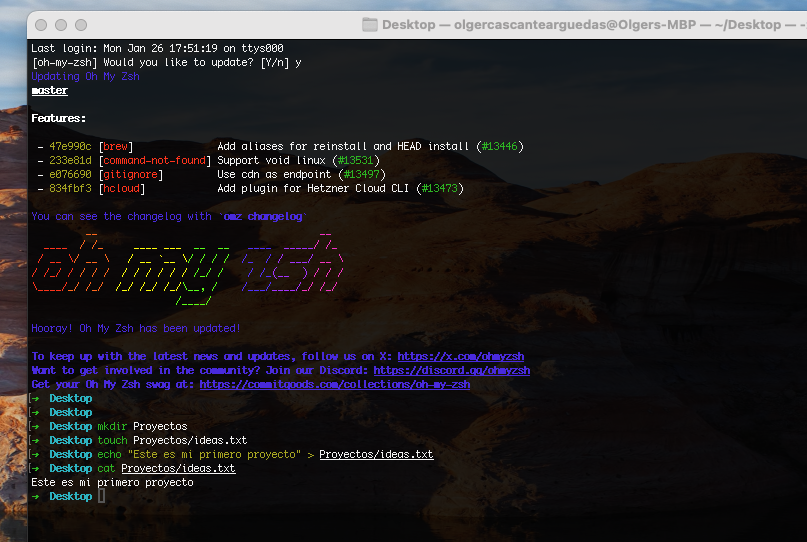 Desktop — olgercascantearguedas@Olgers-MBP — ~/Desktop — -
Last login: Mon Jan 26 17:51:19 on ttys000
[oh-my-zsh] Would you like to update? [Y/n] y
Updating Oh My Zsh
master
Features:
- 47e990c [brew] Add aliases for reinstall and HEAD install (#13446)
- 233e81d [command-not-found] Support void linux (#13531)
- e076690 [gitignore] Use cdn as endpoint (#13497)
- 834fbf3 [hcloud] Add plugin for Hetzner Cloud CLI (#13473)
You can see the changelog with `omz changelog`
oh my zsh
Hooray! Oh My Zsh has been updated!
To keep up with the latest news and updates, follow us on X: https://x.com/ohmyzsh
Want to get involved in the community? Join our Discord: https://discord.gg/ohmyzsh
Get your Oh My Zsh swag at: https://commitgoods.com/collections/oh-my-zsh
[→ Desktop
[→ Desktop
[→ Desktop mkdir Proyectos
[→ Desktop touch Proyectos/ideas.txt
[→ Desktop echo "Este es mi primero proyecto" > Proyectos/ideas.txt
[→ Desktop cat Proyectos/ideas.txt
Este es mi primero proyecto
→ Desktop